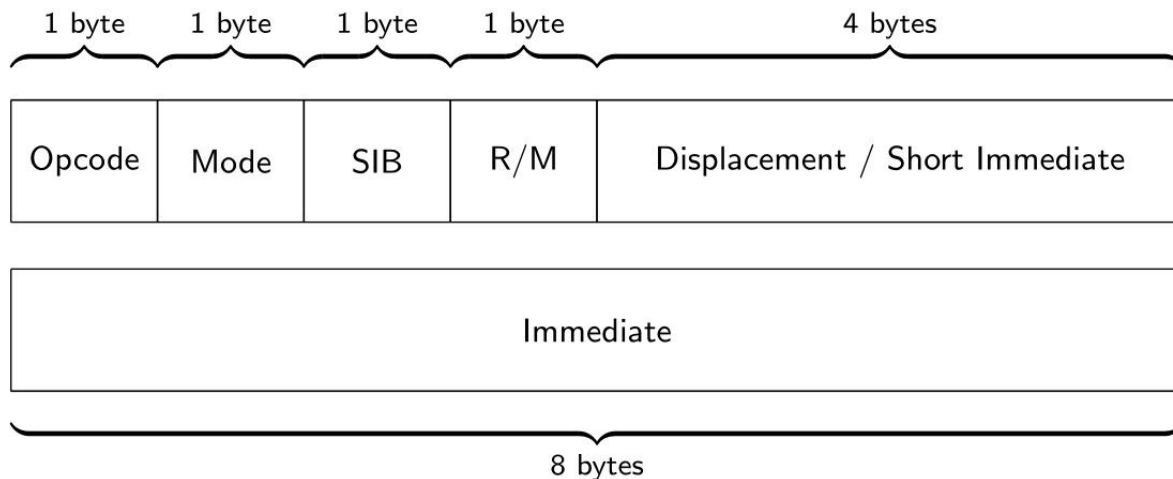 1 byte 1 byte 1 byte 1 byte 4 bytes
Opcode Mode SIB R/M Displacement / Short Immediate
Immediate
8 bytes